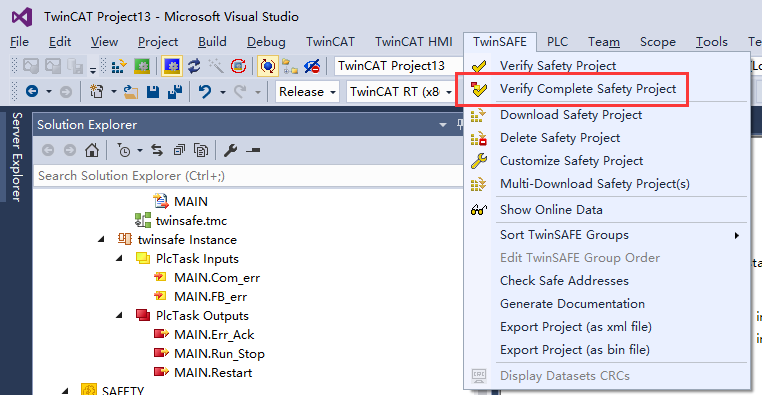 TwinCAT Project13 - Microsoft Visual Studio
File Edit View Project Build Debug TwinCAT TwinCAT HMI TwinSAFE PLC Team Scope Tools Te
TwinCAT Project13
Release TwinCAT RT (x8
Server Explorer
Solution Explorer
Search Solution Explorer (Ctrl+;)
MAIN
twinsafe.tmc
twinsafe Instance
PlcTask Inputs
MAIN.Com_err
MAIN.FB_err
PlcTask Outputs
MAIN.Err_Ack
MAIN.Run_Stop
MAIN.Restart
SAFETY
Verify Safety Project
Verify Complete Safety Project
Download Safety Project
Delete Safety Project
Customize Safety Project
Multi-Download Safety Project(s)
Show Online Data
Sort TwinSAFE Groups
Edit TwinSAFE Group Order
Check Safe Addresses
Generate Documentation
Export Project (as xml file)
Export Project (as bin file)
Display Datasets CRCs